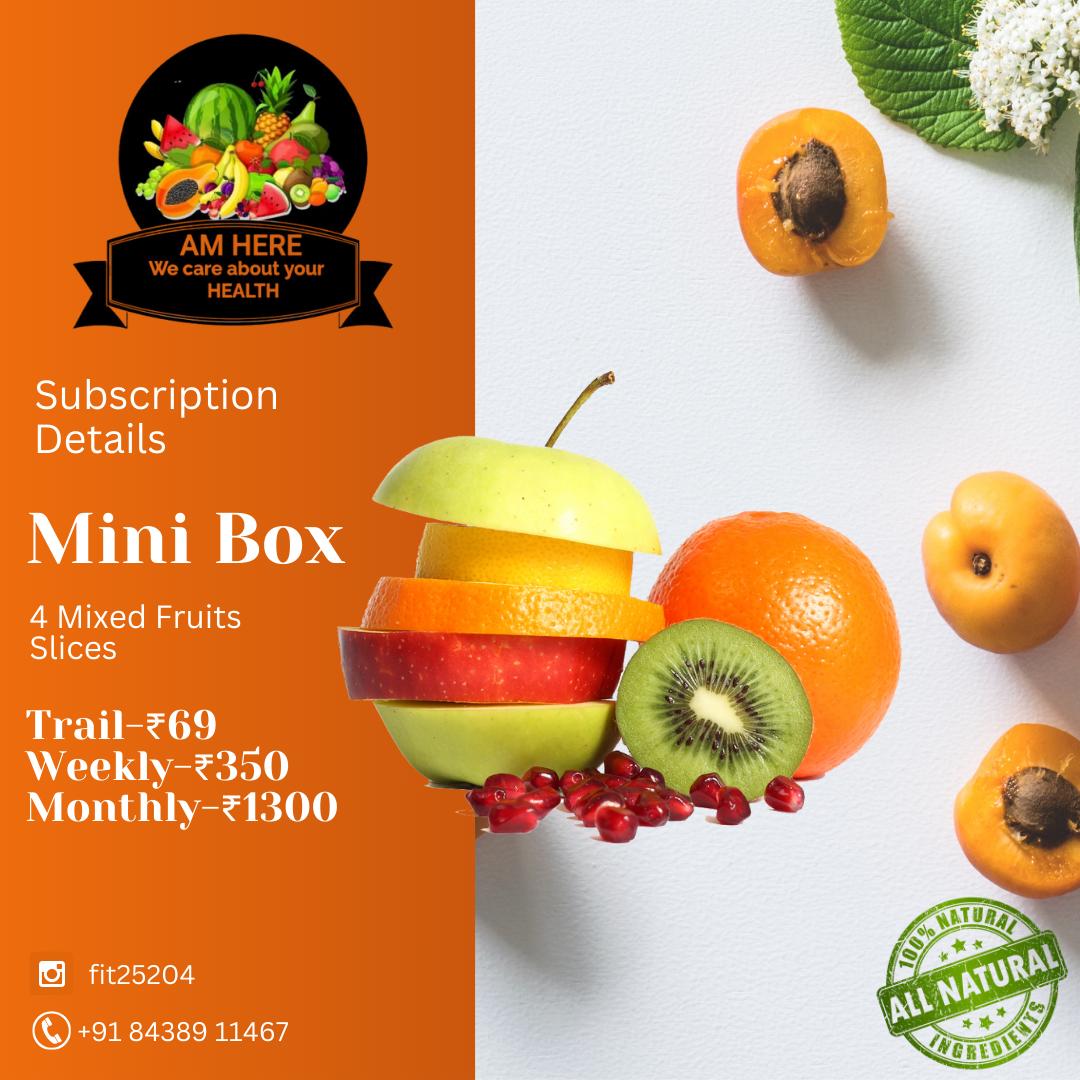 AM HERE
We care about your
HEALTH
Subscription
Details
Mini Box
4 Mixed Fruits
Slices
Trail-₹69
Weekly-₹350
Monthly-₹1300
fit25204
+91 84389 11467
100% NATURAL
ALL NATURAL
INGREDIENTS